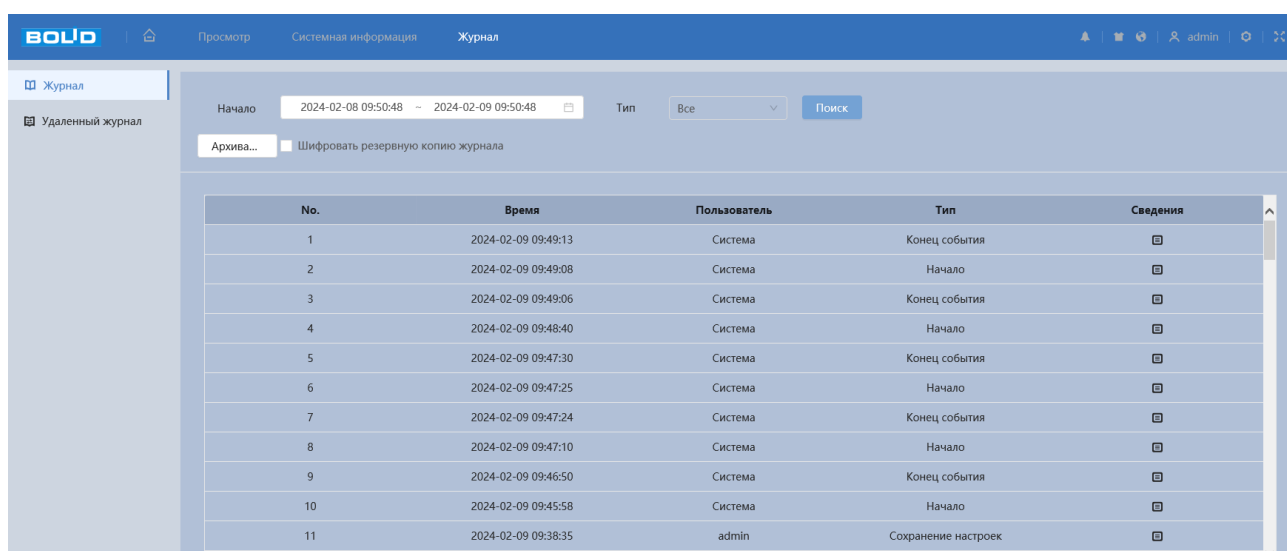 BOLID Просмотр Системная информация Журнал admin
Журнал
Удаленный журнал
Начало 2024-02-08 09:50:48 ~ 2024-02-09 09:50:48 Тип Все Поиск
Архива... Шифровать резервную копию журнала
No. Время Пользователь Тип Сведения
1 2024-02-09 09:49:13 Система Конец события
2 2024-02-09 09:49:08 Система Начало
3 2024-02-09 09:49:06 Система Конец события
4 2024-02-09 09:48:40 Система Начало
5 2024-02-09 09:47:30 Система Конец события
6 2024-02-09 09:47:25 Система Начало
7 2024-02-09 09:47:24 Система Конец события
8 2024-02-09 09:47:10 Система Начало
9 2024-02-09 09:46:50 Система Конец события
10 2024-02-09 09:45:58 Система Начало
11 2024-02-09 09:38:35 admin Сохранение настроек